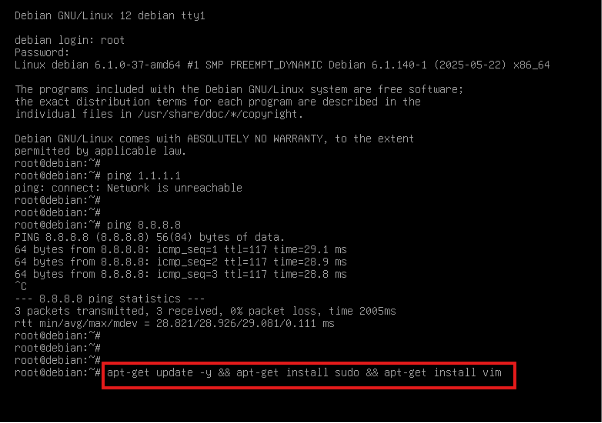 Debian GNU/Linux 12 debian tty1
debian login: root
Password:
Linux debian 6.1.0-37-amd64 #1 SMP PREEMPT_DYNAMIC Debian 6.1.140-1 (2025-05-22) x86_64
The programs included with the Debian GNU/Linux system are free software;
the exact distribution terms for each program are described in the
individual files in /usr/share/doc/*/copyright.
Debian GNU/Linux comes with ABSOLUTELY NO WARRANTY, to the extent
permitted by applicable law.
root@debian:~#
root@debian:~# ping 1.1.1.1
ping: connect: Network is unreachable
root@debian:~#
root@debian:~#
root@debian:~# ping 8.8.8.8
PING 8.8.8.8 (8.8.8.8) 56(84) bytes of data.
64 bytes from 8.8.8.8: icmp_seq=1 ttl=117 time=29.1 ms
64 bytes from 8.8.8.8: icmp_seq=2 ttl=117 time=28.9 ms
64 bytes from 8.8.8.8: icmp_seq=3 ttl=117 time=28.8 ms
^C
--- 8.8.8.8 ping statistics ---
3 packets transmitted, 3 received, 0% packet loss, time 2005ms
rtt min/avg/max/mdev = 28.821/28.926/29.081/0.111 ms
root@debian:~#
root@debian:~#
root@debian:~#
root@debian:~# apt-get update -y && apt-get install sudo && apt-get install vim